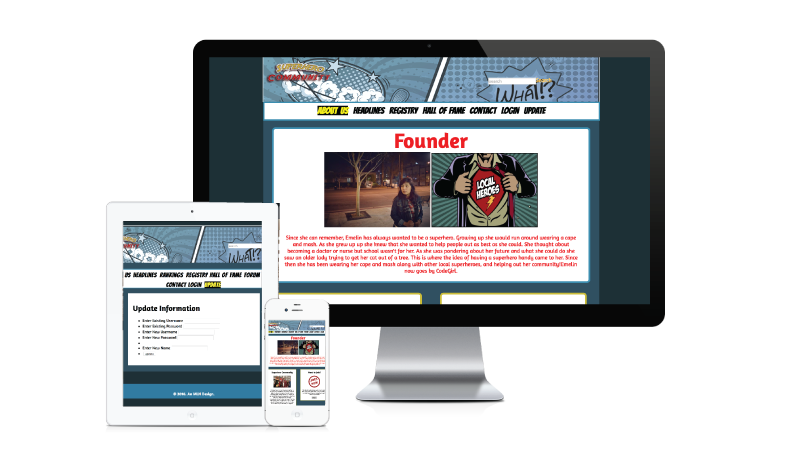 COMMUNITY
Search
WHAT!?
ABOUT US HEADLINES REGISTRY HALL OF FAME CONTACT LOGIN UPDATE
Founder
LOCAL
HEROES
Since she can remember, Emelin has always wanted to be a superhero. Growing up she would run around wearing a cape
and mask. As she grew up she knew that she wanted to help people out as best as she could. She thought about
becoming a doctor or nurse but school wasn't for her. As she was pondering about her future and what she could do she
saw an older lady trying to get her cat out of a tree. This is where the idea of having a superhero handy came to her. Since
then she has been wearing her cape and mask along with other local superheroes, and helping out her community!Emelin
now goes by CodeGirl.
WHAT!?
US HEADLINES RANKINGS REGISTRY HALL OF FAME FORUM
CONTACT LOGIN UPDATE
Update Information
Enter Existing Username
Enter Existing Password
Enter New Username
Enter New Password
Enter New Name
Founder